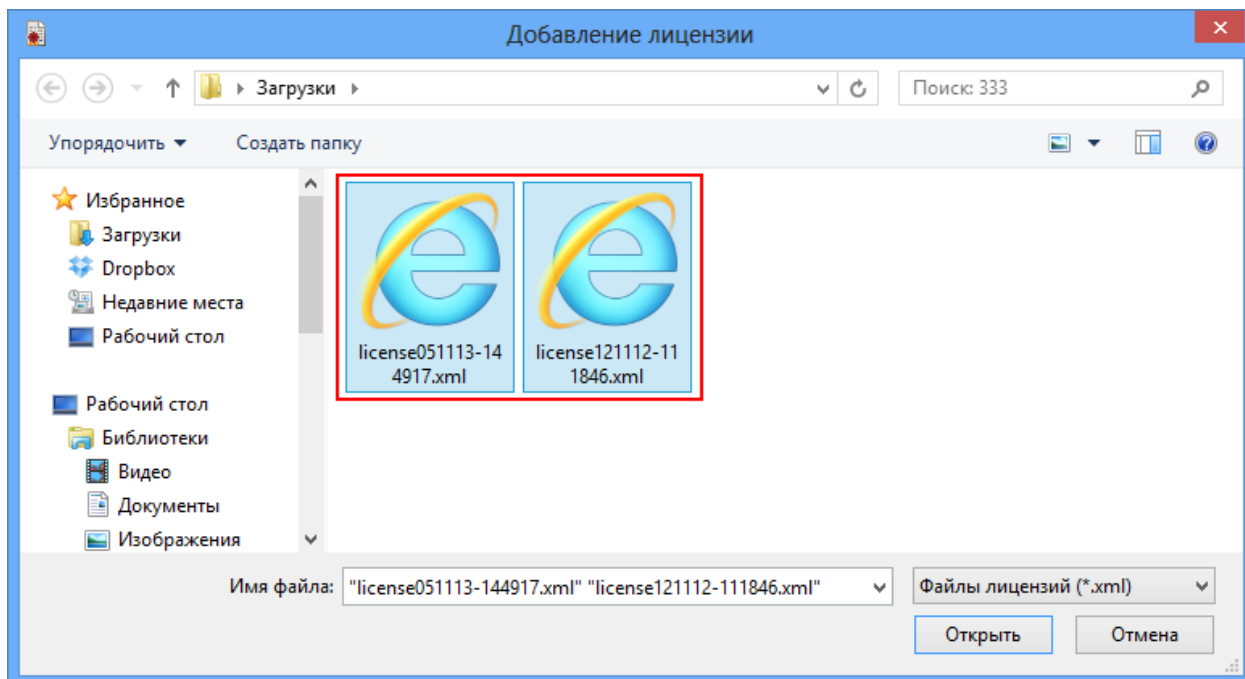 Добавление лицензии
Загрузки
Поиск: 333
Упорядочить
Создать папку
Избранное
Загрузки
Dropbox
Недавние места
Рабочий стол
Рабочий стол
Библиотеки
Видео
Документы
Изображения
license051113-14
4917.xml
license121112-11
1846.xml
Имя файла: "license051113-144917.xml" "license121112-111846.xml"
Файлы лицензий (*.xml)
Открыть
Отмена